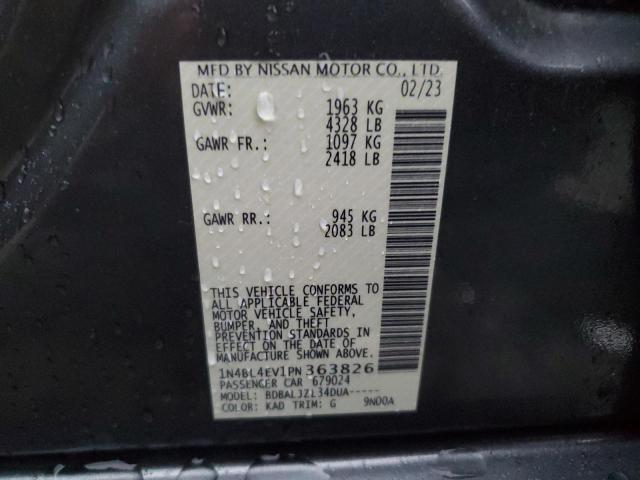 MFD BY NISSAN MOTOR CO., LTD.
DATE: 02/23
GVWR: 1963 KG
4328 LB
GAWR FR.: 1097 KG
2418 LB
GAWR RR.: 945 KG
2083 LB
THIS VEHICLE CONFORMS TO
ALL APPLICABLE FEDERAL
MOTOR VEHICLE SAFETY,
BUMPER, AND THEFT
PREVENTION STANDARDS IN
EFFECT ON THE DATE OF
MANUFACTURE SHOWN ABOVE.
1N4BL4EV1PN363826
PASSENGER CAR 679024
MODEL: BDBALJZL34DUA-----
COLOR: KAD TRIM: G 9N00A